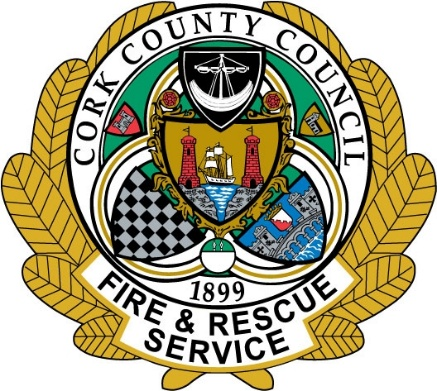 CORK COUNTY COUNCIL
1899
FIRE & RESCUE
SERVICE